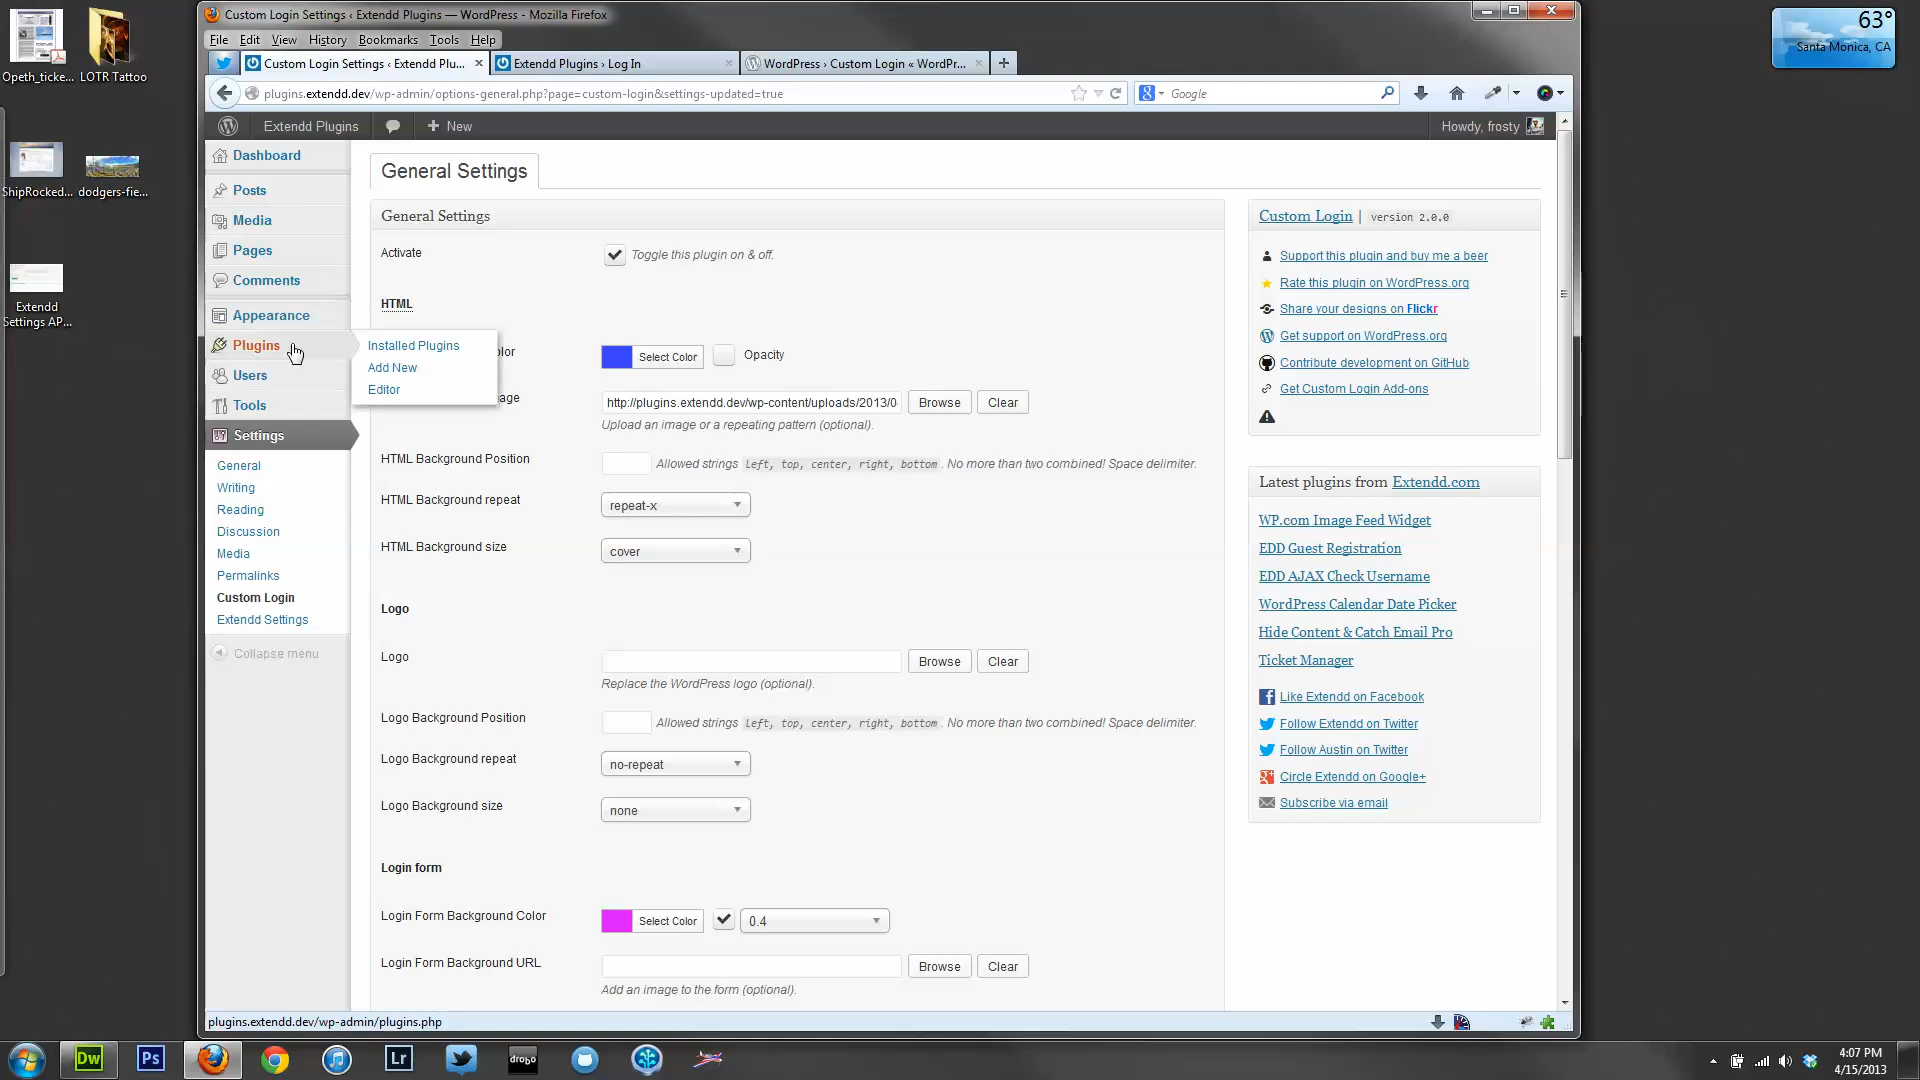 Custom Login Settings ‹ Extendd Plugins — WordPress - Mozilla Firefox
File Edit View History Bookmarks Tools Help
Custom Login Settings ‹ Extendd Plu...
Extendd Plugins › Log In
WordPress › Custom Login « WordPr...
plugins.extendd.dev/wp-admin/options-general.php?page=custom-login&settings-updated=true
Google
Extendd Plugins
New
Howdy, frosty
Opeth_ticke...
LOTR Tattoo
ShipRocked...
dodgers-fie...
Extendd
Settings AP...
63°
Santa Monica, CA
Dashboard
Posts
Media
Pages
Comments
Appearance
Plugins
Users
Tools
Settings
General
Writing
Reading
Discussion
Media
Permalinks
Custom Login
Extendd Settings
Collapse menu
Installed Plugins
Add New
Editor
General Settings
General Settings
Activate
Toggle this plugin on & off.
HTML
olor
Select Color
Opacity
age
http://plugins.extendd.dev/wp-content/uploads/2013/0
Browse
Clear
Upload an image or a repeating pattern (optional).
HTML Background Position
Allowed strings left, top, center, right, bottom. No more than two combined! Space delimiter.
HTML Background repeat
repeat-x
HTML Background size
cover
Logo
Logo
Browse
Clear
Replace the WordPress logo (optional).
Logo Background Position
Allowed strings left, top, center, right, bottom. No more than two combined! Space delimiter.
Logo Background repeat
no-repeat
Logo Background size
none
Login form
Login Form Background Color
Select Color
0.4
Login Form Background URL
Browse
Clear
Add an image to the form (optional).
Custom Login | version 2.0.0
Support this plugin and buy me a beer
Rate this plugin on WordPress.org
Share your designs on Flickr
Get support on WordPress.org
Contribute development on GitHub
Get Custom Login Add-ons
Latest plugins from Extendd.com
WP.com Image Feed Widget
EDD Guest Registration
EDD AJAX Check Username
WordPress Calendar Date Picker
Hide Content & Catch Email Pro
Ticket Manager
Like Extendd on Facebook
Follow Extendd on Twitter
Follow Austin on Twitter
Circle Extendd on Google+
Subscribe via email
plugins.extendd.dev/wp-admin/plugins.php
Dw
Ps
Lr
drobo
4:07 PM
4/15/2013